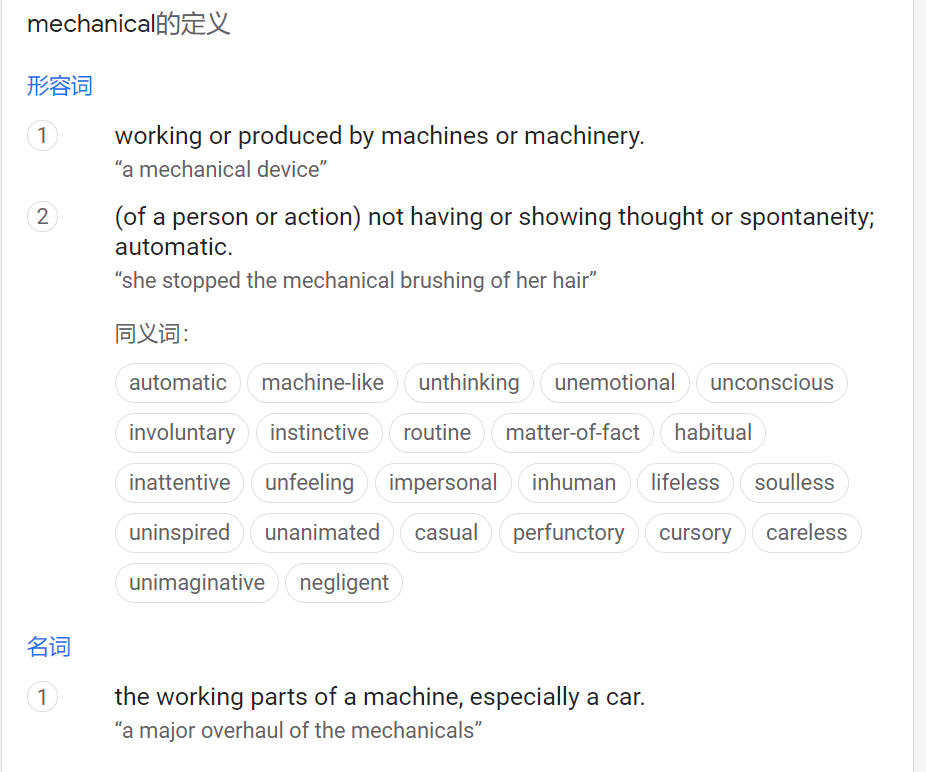 mechanical的定义
形容词
1
working or produced by machines or machinery.
“a mechanical device”
2
(of a person or action) not having or showing thought or spontaneity;
automatic.
“she stopped the mechanical brushing of her hair”
同义词：
automatic machine-like unthinking unemotional unconscious
involuntary instinctive routine matter-of-fact habitual
inattentive unfeeling impersonal inhuman lifeless soulless
uninspired unanimated casual perfunctory cursory careless
unimaginative negligent
名词
1
the working parts of a machine, especially a car.
“a major overhaul of the mechanicals”